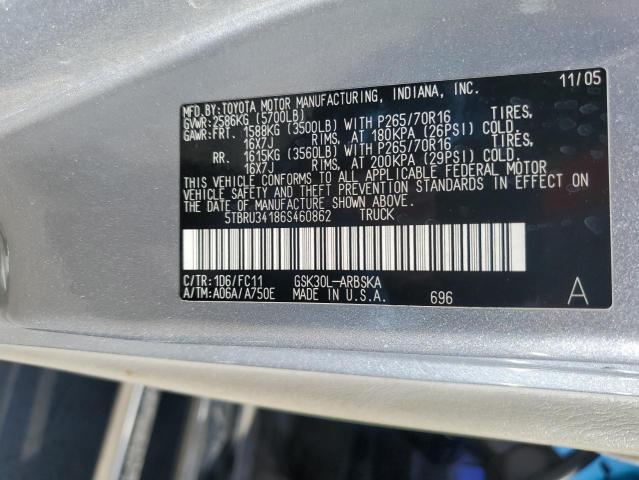 MFD.BY:TOYOTA MOTOR MANUFACTURING, INDIANA, INC. 11/05
GVWR:2586KG (5700LB)
GAWR:FRT. 1588KG (3500LB) WITH P265/70R16 TIRES,
16X7J RIMS, AT 180KPA (26PSI) COLD.
RR. 1615KG (3560LB) WITH P265/70R16 TIRES,
16X7J RIMS, AT 200KPA (29PSI) COLD.
THIS VEHICLE CONFORMS TO ALL APPLICABLE FEDERAL MOTOR
VEHICLE SAFETY AND THEFT PREVENTION STANDARDS IN EFFECT ON
THE DATE OF MANUFACTURE SHOWN ABOVE.
5TBRU34186S460862 TRUCK
C/TR:1D6/FC11 GSK30L-ARBSKA
A/TM:A06A/A750E MADE IN U.S.A. 696 A